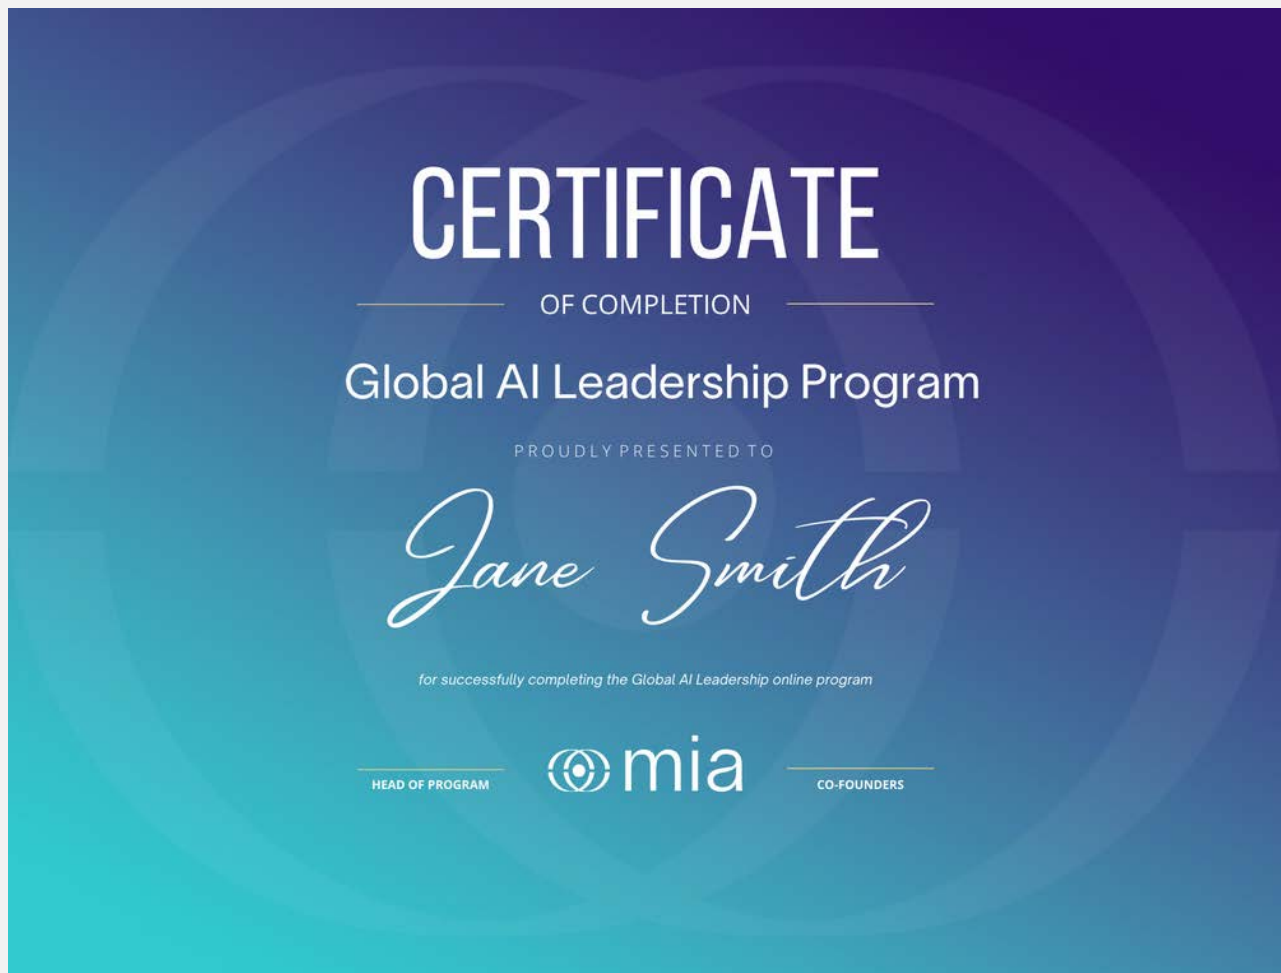 CERTIFICATE
OF COMPLETION
Global AI Leadership Program
PROUDLY PRESENTED TO
Jane Smith
for successfully completing the Global AI Leadership online program
HEAD OF PROGRAM
mia
CO-FOUNDERS